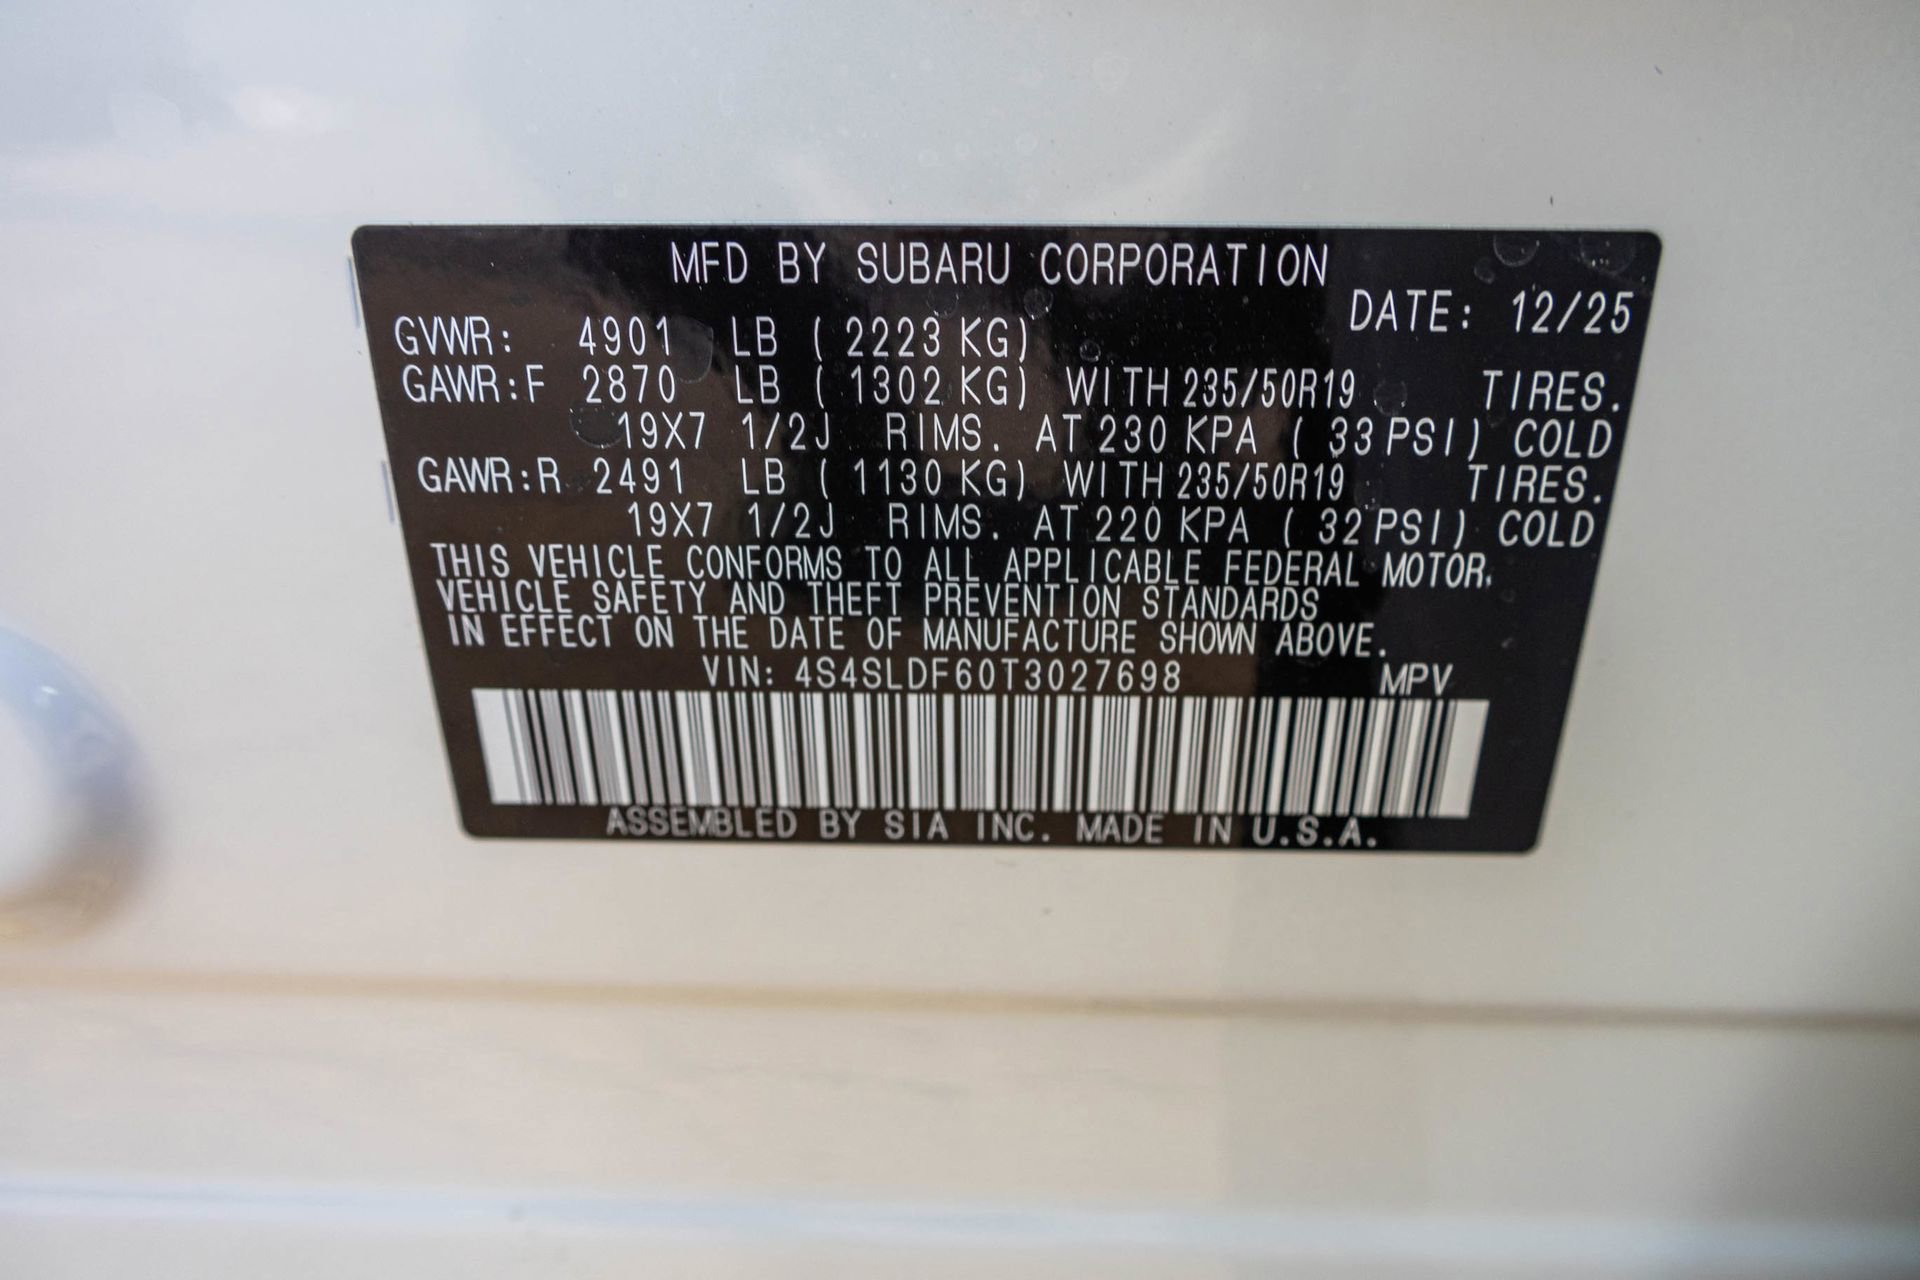 MFD BY SUBARU CORPORATION
DATE: 12/25
GVWR: 4901 LB ( 2223 KG)
GAWR:F 2870 LB ( 1302 KG) WITH 235/50R19 TIRES.
19X7 1/2J RIMS. AT 230 KPA ( 33 PSI) COLD
GAWR:R 2491 LB ( 1130 KG) WITH 235/50R19 TIRES.
19X7 1/2J RIMS. AT 220 KPA ( 32 PSI) COLD
THIS VEHICLE CONFORMS TO ALL APPLICABLE FEDERAL MOTOR.
VEHICLE SAFETY AND THEFT PREVENTION STANDARDS
IN EFFECT ON THE DATE OF MANUFACTURE SHOWN ABOVE.
VIN: 4S4SLDF60T3027698 MPV
ASSEMBLED BY SIA INC. MADE IN U.S.A.